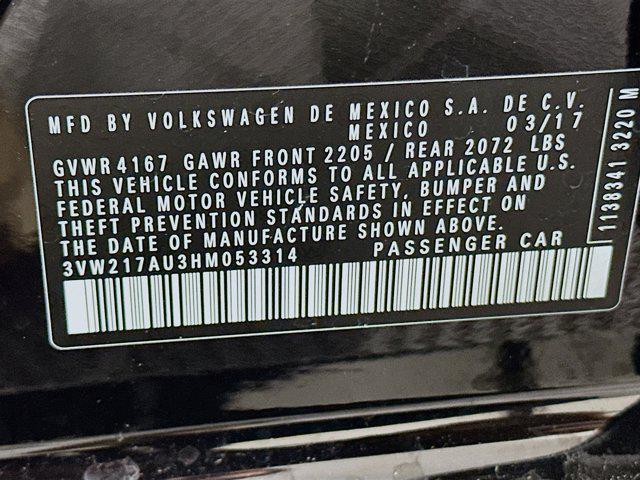 MFD BY VOLKSWAGEN DE MEXICO S.A. DE C.V.
MEXICO 03/17
GVWR 4167 GAWR FRONT 2205 / REAR 2072 LBS
THIS VEHICLE CONFORMS TO ALL APPLICABLE U.S.
FEDERAL MOTOR VEHICLE SAFETY, BUMPER AND
THEFT PREVENTION STANDARDS IN EFFECT ON
THE DATE OF MANUFACTURE SHOWN ABOVE.
3VW217AU3HM053314 PASSENGER CAR
1138341 3220 M